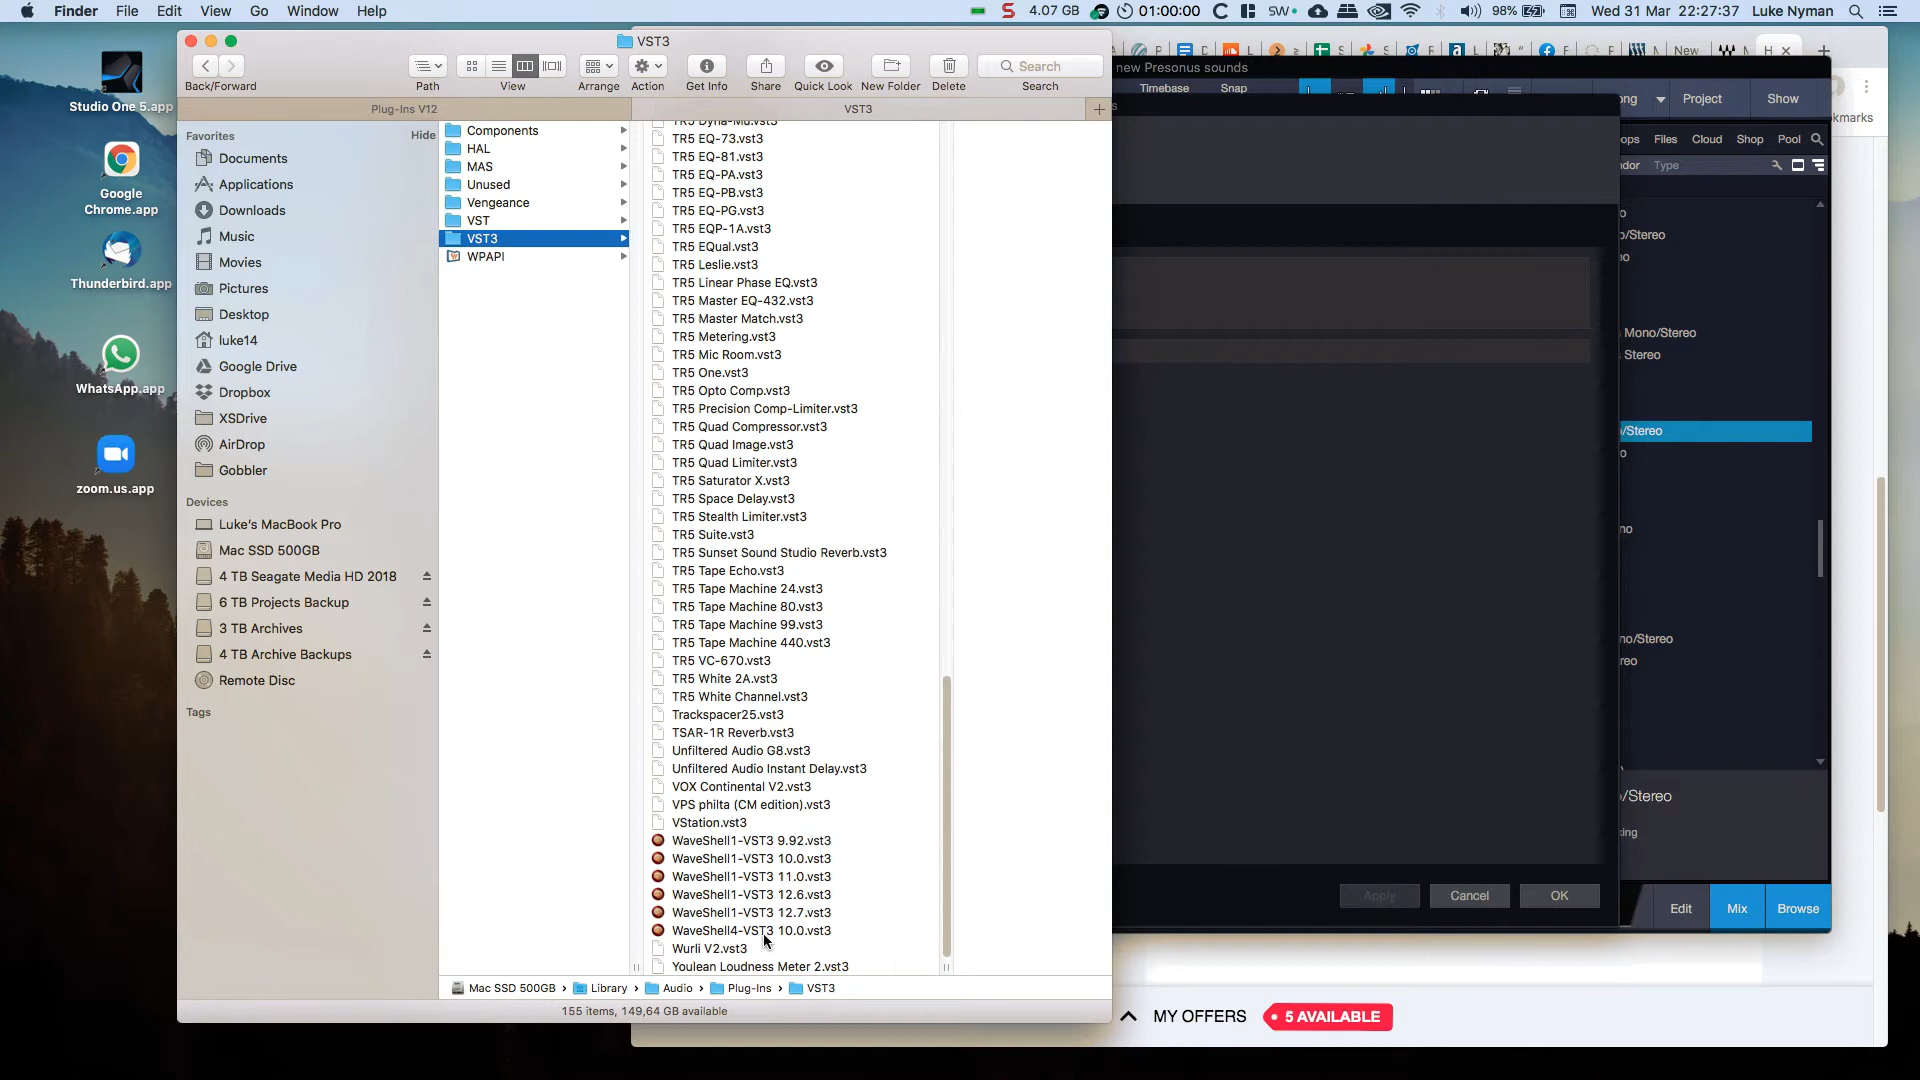 Finder File Edit View Go Window Help
4.07 GB 01:00:00 SW 98% Wed 31 Mar 22:27:37 Luke Nyman
VST3
Back/Forward Path View Arrange Action Get Info Share Quick Look New Folder Delete Search
Search
Plug-Ins V12 VST3
Studio One 5.app
Google
Chrome.app
Thunderbird.app
WhatsApp.app
zoom.us.app
Favorites Hide
Documents
Applications
Downloads
Music
Movies
Pictures
Desktop
luke14
Google Drive
Dropbox
XSDrive
AirDrop
Gobbler
Devices
Luke's MacBook Pro
Mac SSD 500GB
4 TB Seagate Media HD 2018
6 TB Projects Backup
3 TB Archives
4 TB Archive Backups
Remote Disc
Tags
Components
HAL
MAS
Unused
Vengeance
VST
VST3
WPAPI
TR5 Dyna-Mu.vst3
TR5 EQ-73.vst3
TR5 EQ-81.vst3
TR5 EQ-PA.vst3
TR5 EQ-PB.vst3
TR5 EQ-PG.vst3
TR5 EQP-1A.vst3
TR5 EQual.vst3
TR5 Leslie.vst3
TR5 Linear Phase EQ.vst3
TR5 Master EQ-432.vst3
TR5 Master Match.vst3
TR5 Metering.vst3
TR5 Mic Room.vst3
TR5 One.vst3
TR5 Opto Comp.vst3
TR5 Precision Comp-Limiter.vst3
TR5 Quad Compressor.vst3
TR5 Quad Image.vst3
TR5 Quad Limiter.vst3
TR5 Saturator X.vst3
TR5 Space Delay.vst3
TR5 Stealth Limiter.vst3
TR5 Suite.vst3
TR5 Sunset Sound Studio Reverb.vst3
TR5 Tape Echo.vst3
TR5 Tape Machine 24.vst3
TR5 Tape Machine 80.vst3
TR5 Tape Machine 99.vst3
TR5 Tape Machine 440.vst3
TR5 VC-670.vst3
TR5 White 2A.vst3
TR5 White Channel.vst3
Trackspacer25.vst3
TSAR-1R Reverb.vst3
Unfiltered Audio G8.vst3
Unfiltered Audio Instant Delay.vst3
VOX Continental V2.vst3
VPS philta (CM edition).vst3
VStation.vst3
WaveShell1-VST3 9.92.vst3
WaveShell1-VST3 10.0.vst3
WaveShell1-VST3 11.0.vst3
WaveShell1-VST3 12.6.vst3
WaveShell1-VST3 12.7.vst3
WaveShell4-VST3 10.0.vst3
Wurli V2.vst3
Youlean Loudness Meter 2.vst3
Mac SSD 500GB › Library › Audio › Plug-Ins › VST3
155 items, 149,64 GB available
New
new Presonus sounds
Timebase Snap
ong Project Show
kmarks
ops Files Cloud Shop Pool
dor Type
o
o/Stereo
o
Mono/Stereo
Stereo
/Stereo
o
no
no/Stereo
reo
/Stereo
king
Apply Cancel OK
Edit Mix Browse
MY OFFERS 5 AVAILABLE